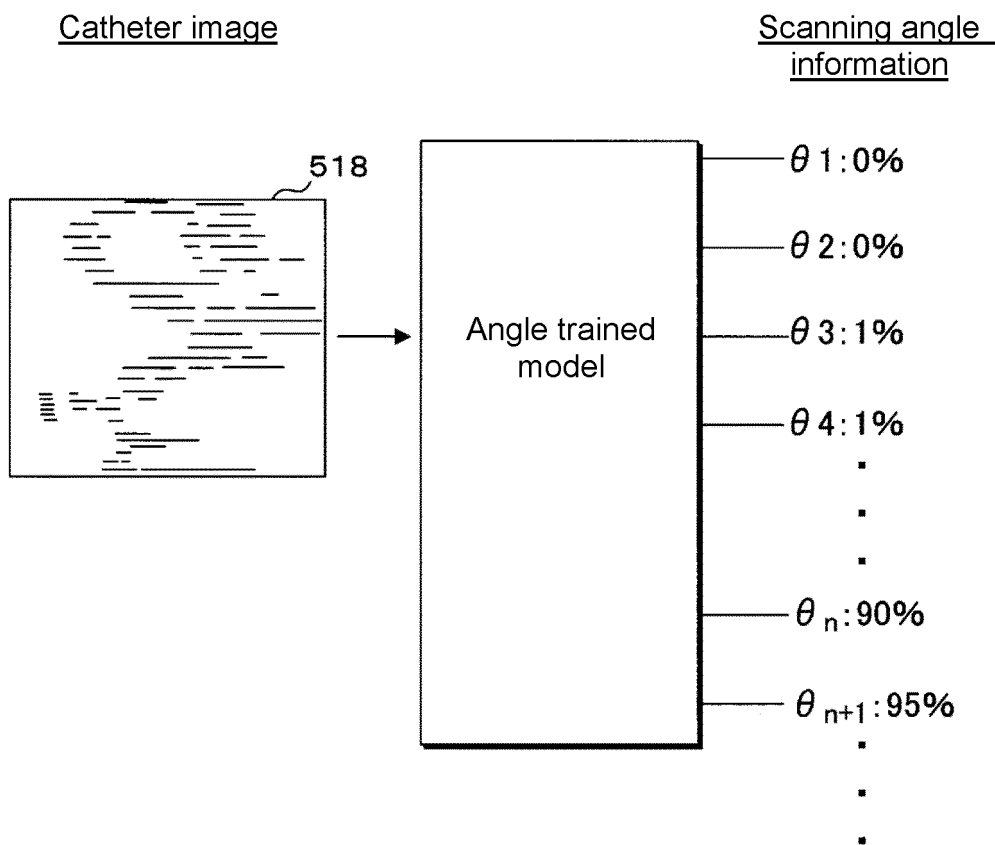 Catheter image
Scanning angle
information
518
Angle trained
model
θ1:0%
θ2:0%
θ3:1%
θ4:1%
θn:90%
θn+1:95%